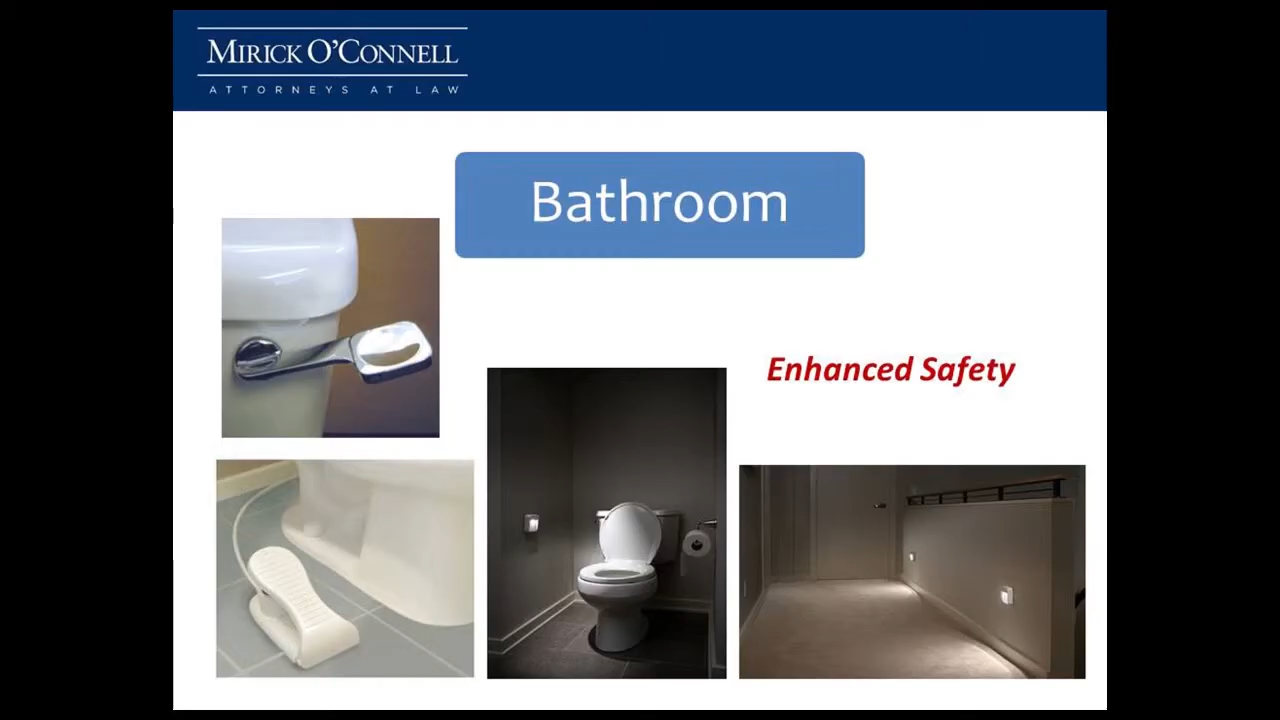 MIRICK O'CONNELL
ATTORNEYS AT LAW
Bathroom
Enhanced Safety